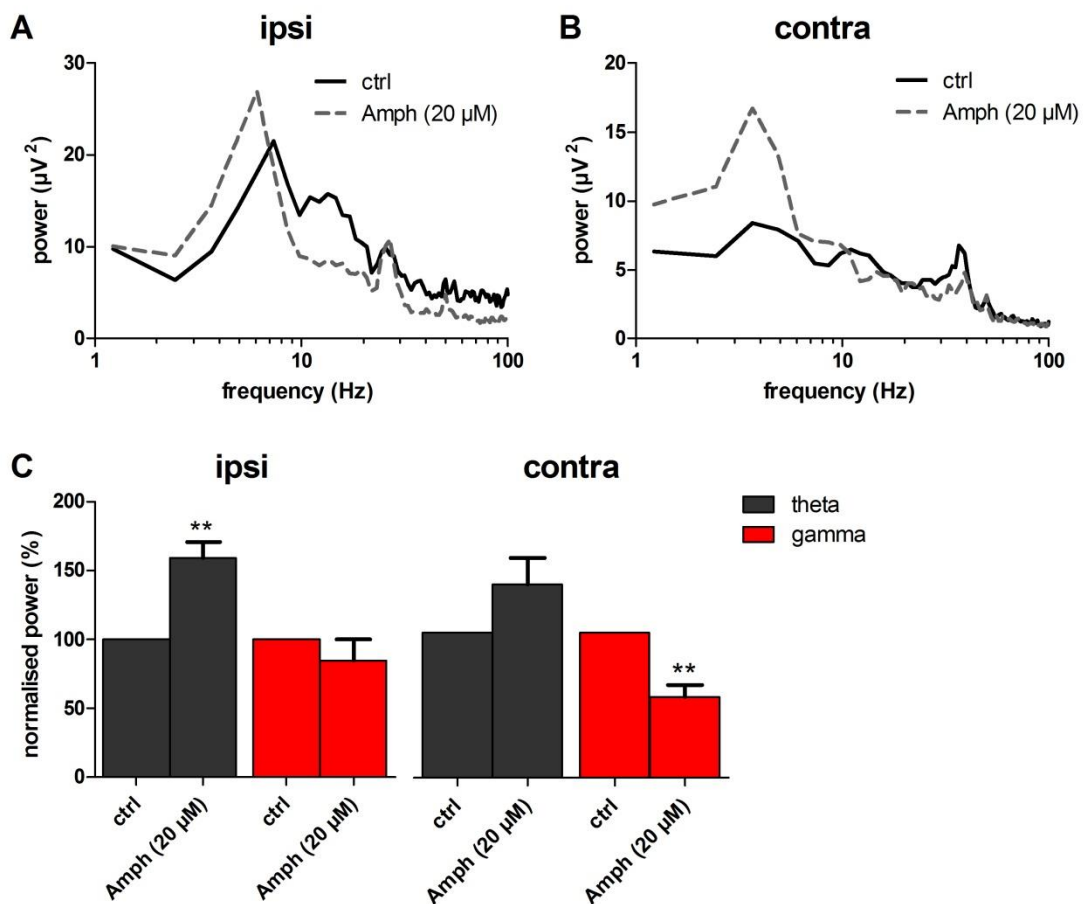 A
ipsi
30
20
10
0
power (µV²)
ctrl
Amph (20 µM)
1
10
100
frequency (Hz)
B
contra
20
15
10
5
0
power (µV²)
ctrl
Amph (20 µM)
1
10
100
frequency (Hz)
C
ipsi
contra
200
150
100
50
0
normalised power (%)
**
**
theta
gamma
ctrl
Amph (20 µM)
ctrl
Amph (20 µM)
ctrl
Amph (20 µM)
ctrl
Amph (20 µM)